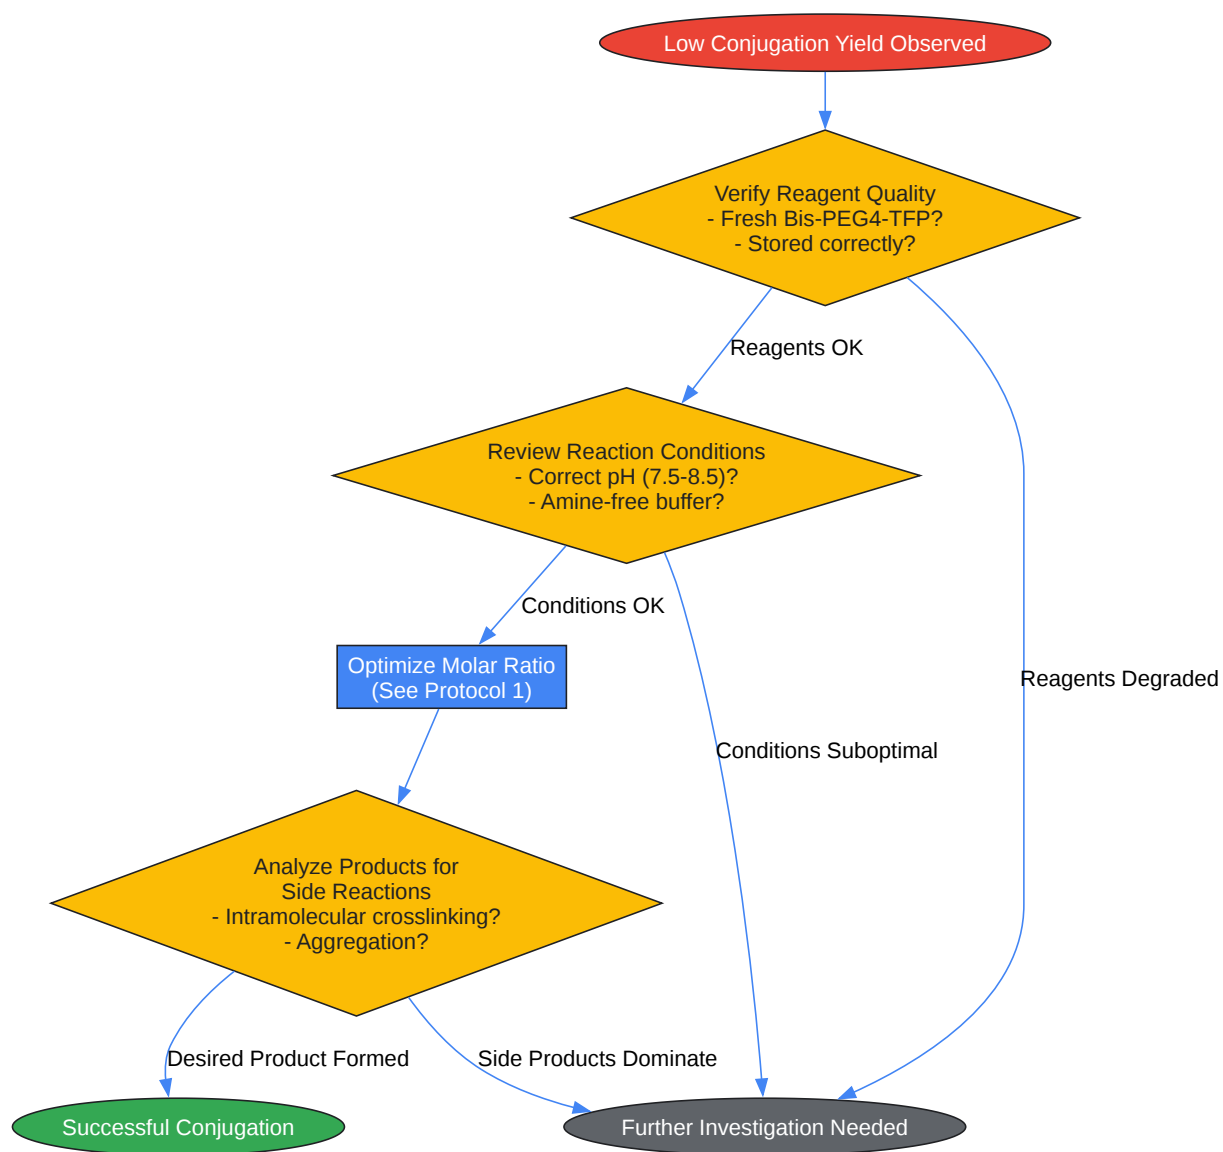 Low Conjugation Yield Observed
Verify Reagent Quality
- Fresh Bis-PEG4-TFP?
- Stored correctly?
Reagents OK
Review Reaction Conditions
- Correct pH (7.5-8.5)?
- Amine-free buffer?
Conditions OK
Optimize Molar Ratio
(See Protocol 1)
Reagents Degraded
Conditions Suboptimal
Analyze Products for
Side Reactions
- Intramolecular crosslinking?
- Aggregation?
Desired Product Formed
Side Products Dominate
Successful Conjugation
Further Investigation Needed